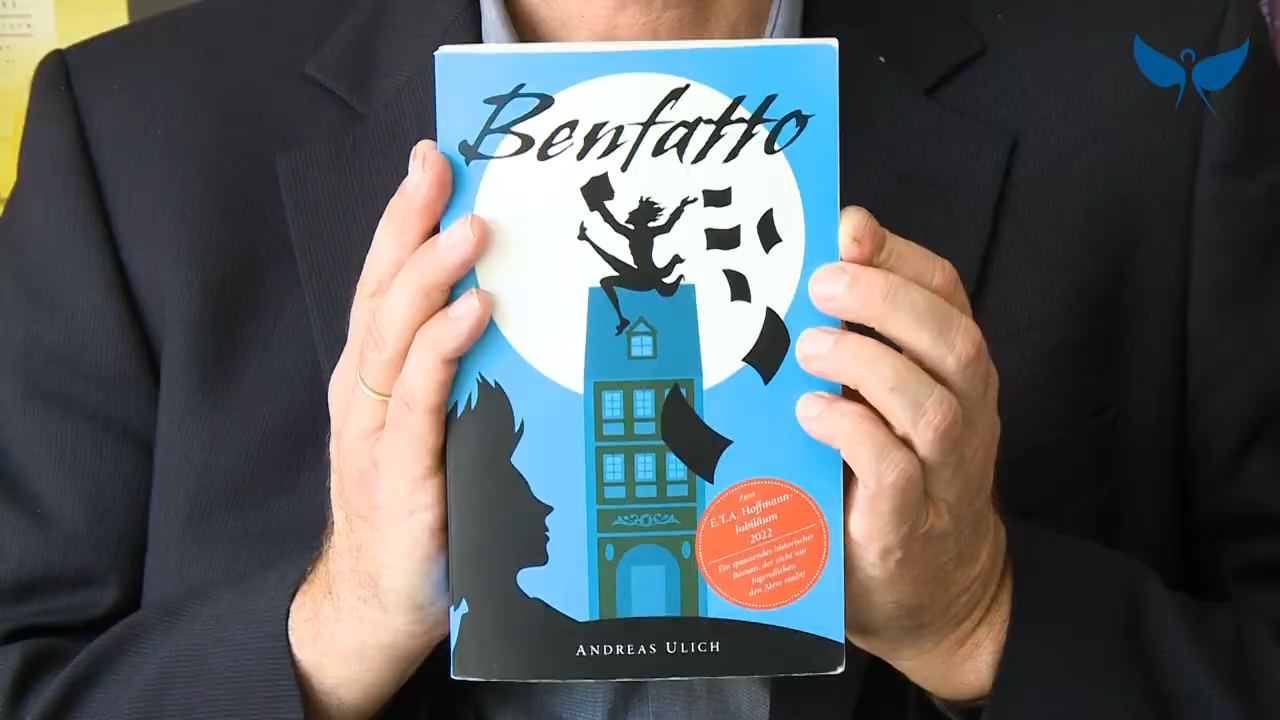 Benfatto
Zum
E.T.A. Hoffmann-
Jubiläum
2022
Ein spannender historischer
Roman, der nicht nur
Jugendlichen
den Atem raubt!
ANDREAS ULICH